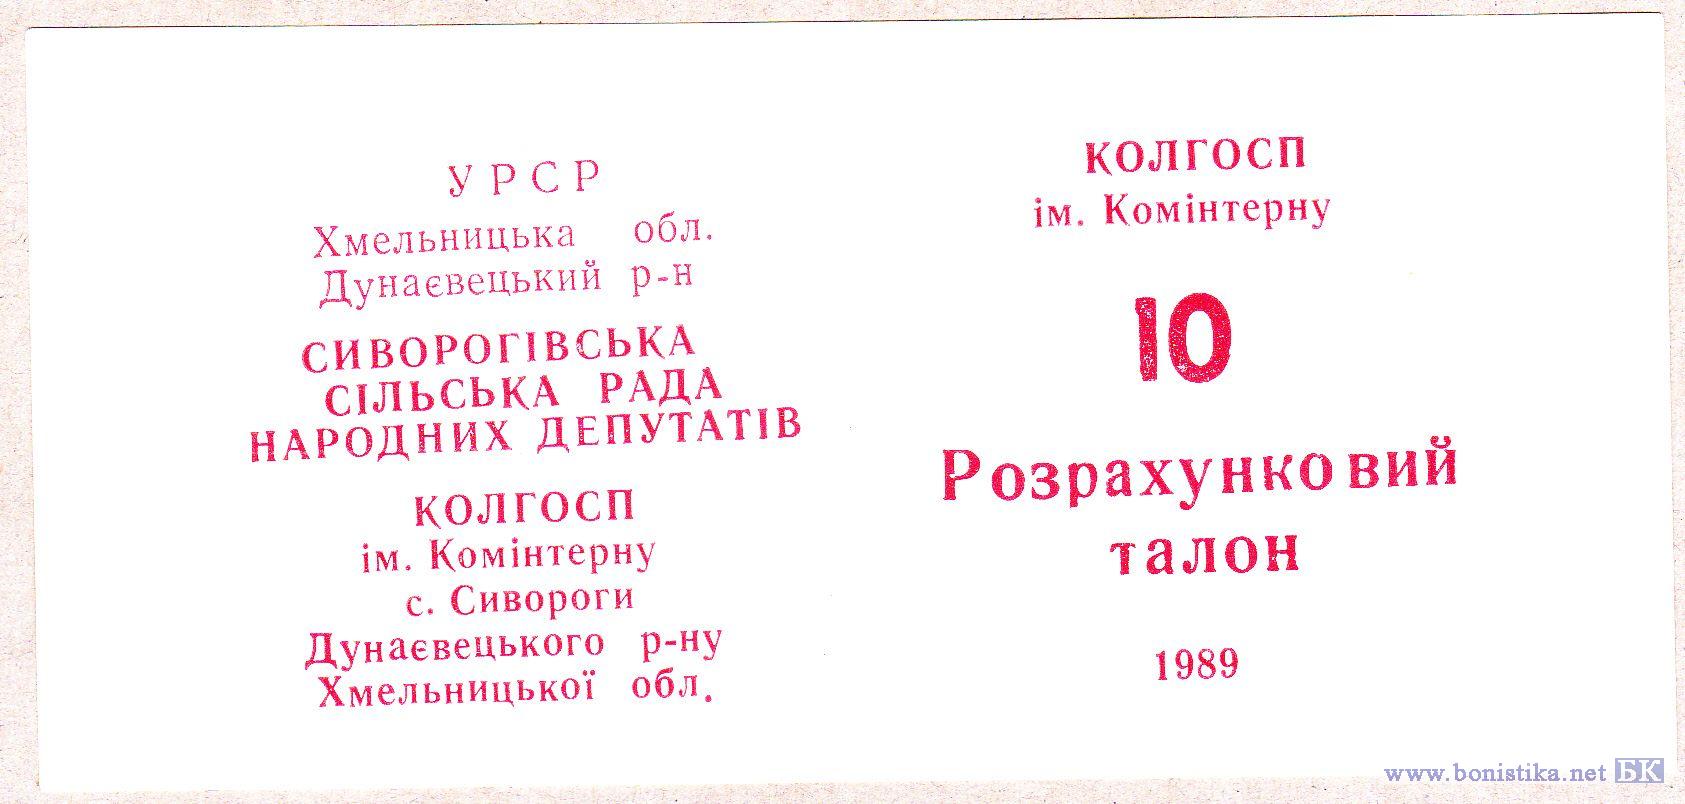 УРСР
Хмельницька обл.
Дунаєвецький р-н
СИВОРОГІВСЬКА
СІЛЬСЬКА РАДА
НАРОДНИХ ДЕПУТАТІВ
КОЛГОСП
ім. Комінтерну
с. Сивороги
Дунаєвецького р-ну
Хмельницької обл.
КОЛГОСП
ім. Комінтерну
10
Розрахунковий
талон
1989
www.bonistika.net БК